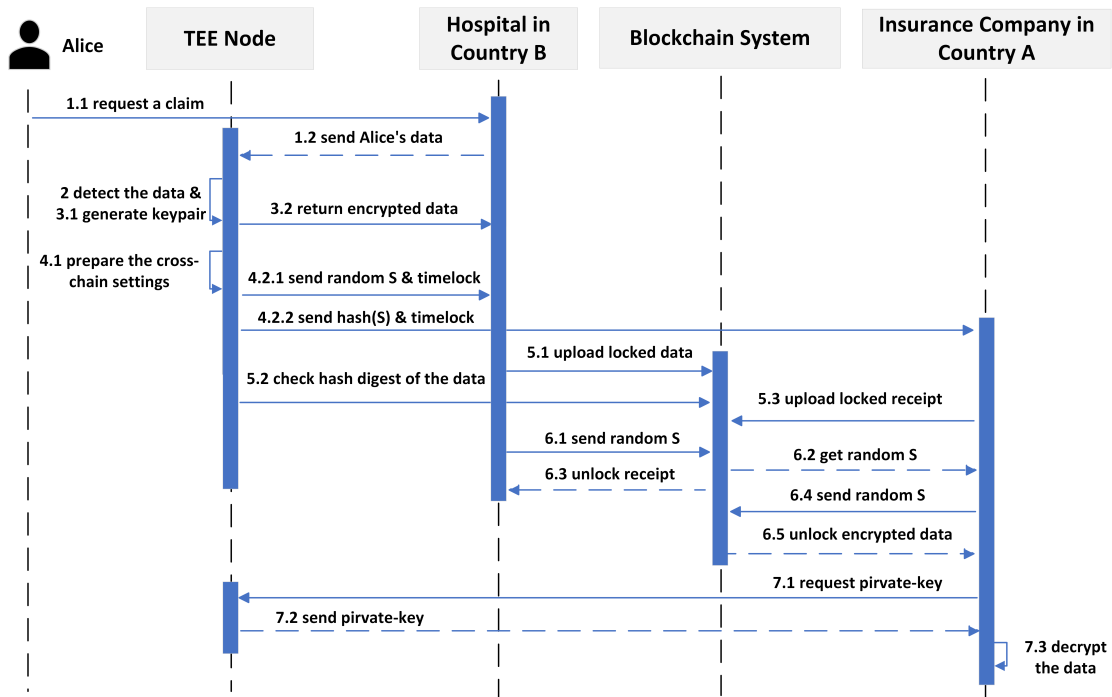 Alice
TEE Node
Hospital in
Country B
Blockchain System
Insurance Company in
Country A
1.1 request a claim
1.2 send Alice's data
2 detect the data &
3.1 generate keypair
3.2 return encrypted data
4.1 prepare the cross-
chain settings
4.2.1 send random S & timelock
4.2.2 send hash(S) & timelock
5.1 upload locked data
5.2 check hash digest of the data
5.3 upload locked receipt
6.1 send random S
6.2 get random S
6.3 unlock receipt
6.4 send random S
6.5 unlock encrypted data
7.1 request pirvate-key
7.2 send pirvate-key
7.3 decrypt
the data